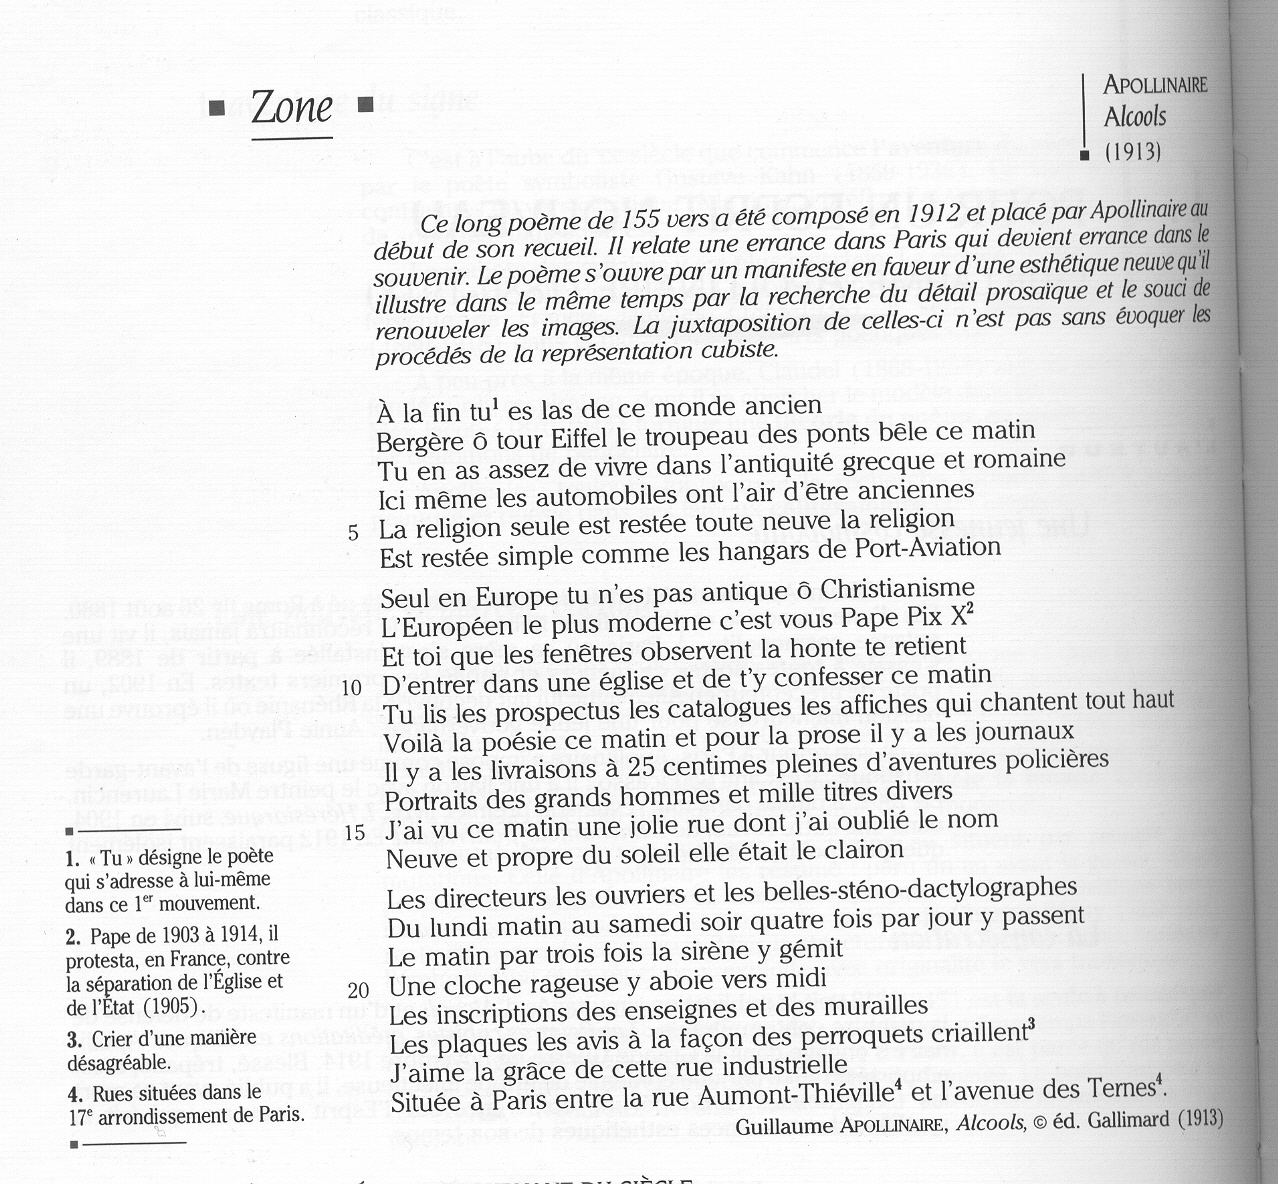 classique.
Zone
APOLLINAIRE
Alcools
(1913)
Ce long poème de 155 vers a été composé en 1912 et placé par Apollinaire au
début de son recueil. Il relate une errance dans Paris qui devient errance dans le
souvenir. Le poème s'ouvre par un manifeste en faveur d'une esthétique neuve qu'il
illustre dans le même temps par la recherche du détail prosaïque et le souci de
renouveler les images. La juxtaposition de celles-ci n'est pas sans évoquer les
procédés de la représentation cubiste.
À la fin tu¹ es las de ce monde ancien
Bergère ô tour Eiffel le troupeau des ponts bêle ce matin
Tu en as assez de vivre dans l'antiquité grecque et romaine
Ici même les automobiles ont l'air d'être anciennes
5 La religion seule est restée toute neuve la religion
Est restée simple comme les hangars de Port-Aviation
Seul en Europe tu n'es pas antique ô Christianisme
L'Européen le plus moderne c'est vous Pape Pix X²
Et toi que les fenêtres observent la honte te retient
10 D'entrer dans une église et de t'y confesser ce matin
Tu lis les prospectus les catalogues les affiches qui chantent tout haut
Voilà la poésie ce matin et pour la prose il y a les journaux
Il y a les livraisons à 25 centimes pleines d'aventures policières
Portraits des grands hommes et mille titres divers
15 J'ai vu ce matin une jolie rue dont j'ai oublié le nom
Neuve et propre du soleil elle était le clairon
Les directeurs les ouvriers et les belles-sténo-dactylographes
Du lundi matin au samedi soir quatre fois par jour y passent
Le matin par trois fois la sirène y gémit
20 Une cloche rageuse y aboie vers midi
Les inscriptions des enseignes et des murailles
Les plaques les avis à la façon des perroquets criaillent³
J'aime la grâce de cette rue industrielle
Située à Paris entre la rue Aumont-Thiéville⁴ et l'avenue des Ternes⁴.
Guillaume APOLLINAIRE, Alcools, © éd. Gallimard (1913)
1. « Tu » désigne le poète
qui s'adresse à lui-même
dans ce 1er mouvement.
2. Pape de 1903 à 1914, il
protesta, en France, contre
la séparation de l'Église et
de l'État (1905).
3. Crier d'une manière
désagréable.
4. Rues situées dans le
17e arrondissement de Paris.